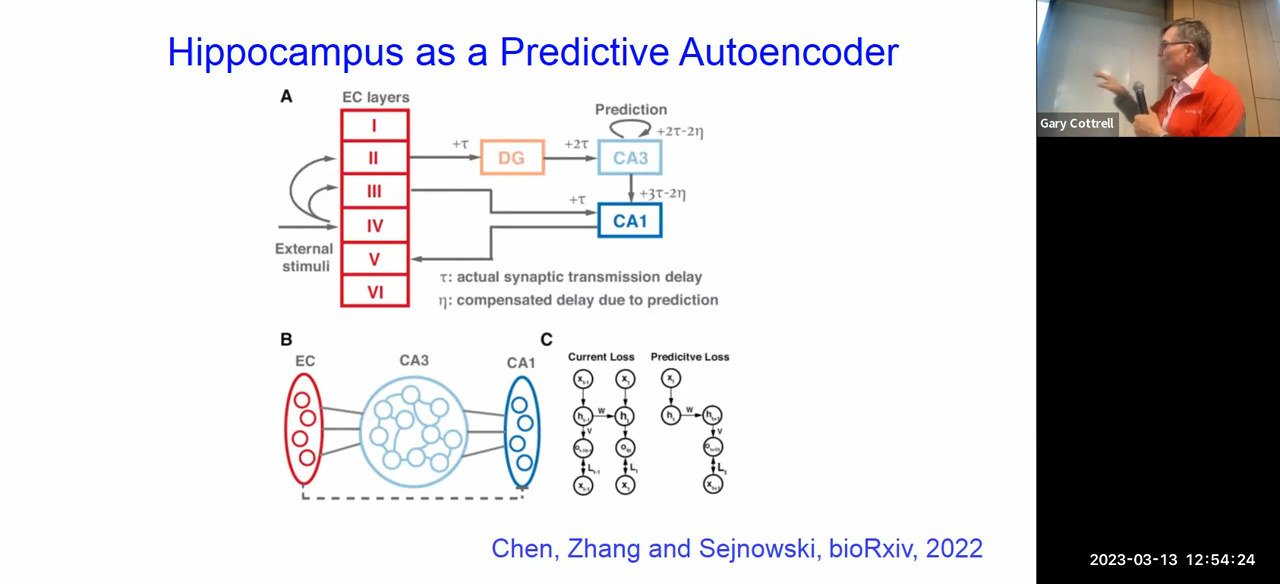 Hippocampus as a Predictive Autoencoder
A
EC layers
I
II
III
IV
V
VI
External
stimuli
+τ
DG
+2τ
Prediction
+2τ-2η
CA3
+3τ-2η
+τ
CA1
τ: actual synaptic transmission delay
η: compensated delay due to prediction
B
EC
CA3
CA1
C
Current Loss
Predicitve Loss
W
W
V
V
Chen, Zhang and Sejnowski, bioRxiv, 2022
Gary Cottrell
2023-03-13 12:54:24